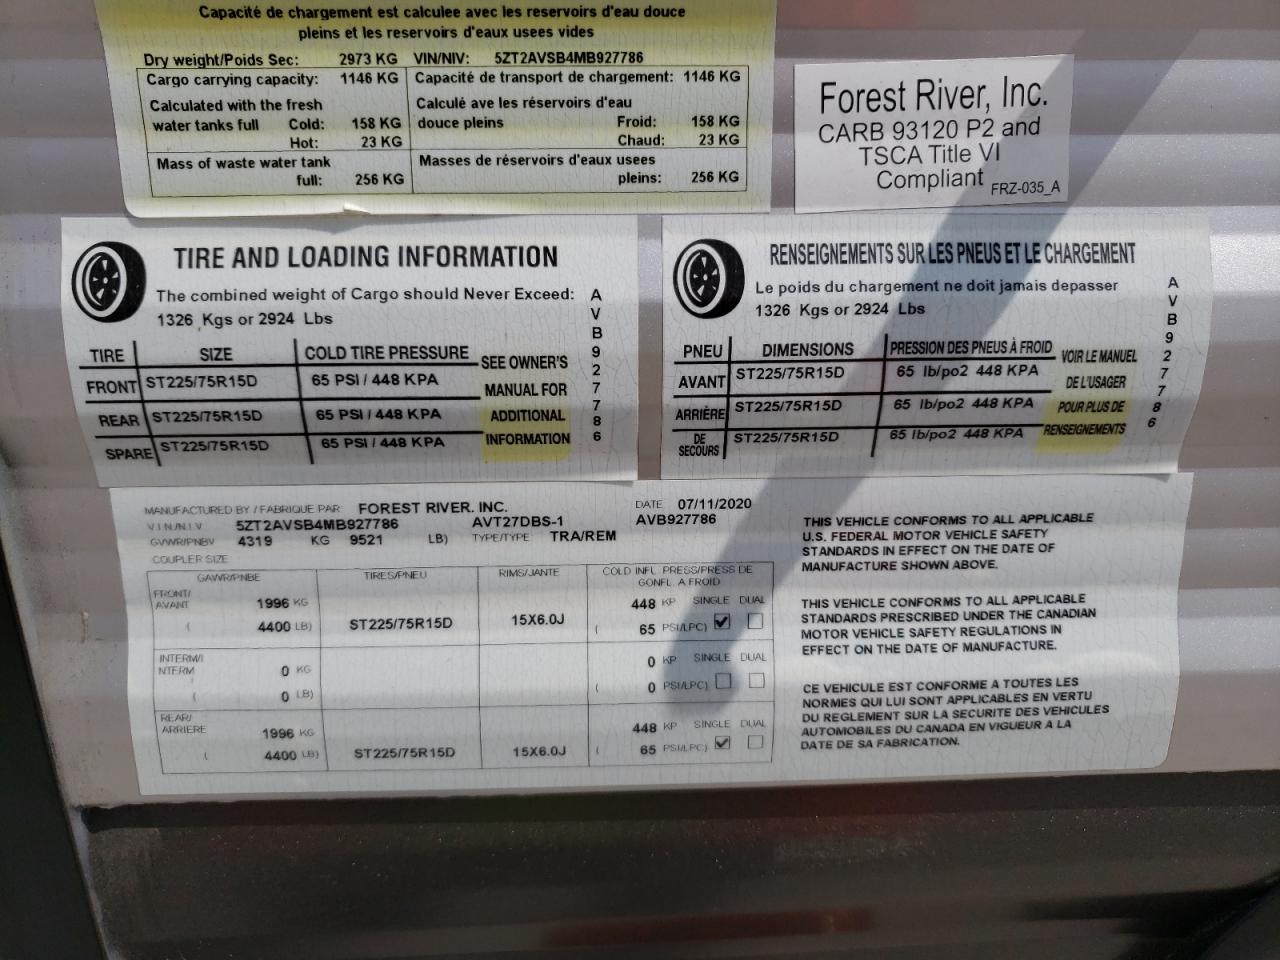 Capacité de chargement est calculee avec les reservoirs d'eau douce
pleins et les reservoirs d'eaux usees vides
Dry weight/Poids Sec: 2973 KG VIN/NIV: 5ZT2AVSB4MB927786
Cargo carrying capacity: 1146 KG
Calculated with the fresh
water tanks full Cold: 158 KG
Hot: 23 KG
Mass of waste water tank
full: 256 KG
Capacité de transport de chargement: 1146 KG
Calculé ave les réservoirs d'eau
douce pleins Froid: 158 KG
Chaud: 23 KG
Masses de réservoirs d'eaux usees
pleins: 256 KG
Forest River, Inc.
CARB 93120 P2 and
TSCA Title VI
Compliant FRZ-035_A
TIRE AND LOADING INFORMATION
The combined weight of Cargo should Never Exceed:
1326 Kgs or 2924 Lbs
TIRE SIZE COLD TIRE PRESSURE
FRONT ST225/75R15D 65 PSI / 448 KPA
REAR ST225/75R15D 65 PSI / 448 KPA
SPARE ST225/75R15D 65 PSI / 448 KPA
SEE OWNER'S
MANUAL FOR
ADDITIONAL
INFORMATION
AVB927786
RENSEIGNEMENTS SUR LES PNEUS ET LE CHARGEMENT
Le poids du chargement ne doit jamais depasser
1326 Kgs or 2924 Lbs
PNEU DIMENSIONS PRESSION DES PNEUS À FROID
AVANT ST225/75R15D 65 lb/po2 448 KPA
ARRIÈRE ST225/75R15D 65 lb/po2 448 KPA
DE
SECOURS ST225/75R15D 65 lb/po2 448 KPA
VOIR LE MANUEL
DE L'USAGER
POUR PLUS DE
RENSEIGNEMENTS
AVB927786
MANUFACTURED BY / FABRIQUE PAR FOREST RIVER. INC. DATE 07/11/2020
V.I.N./N.I.V 5ZT2AVSB4MB927786 AVT27DBS-1 AVB927786
GVWR/PNBV 4319 KG 9521 LB) TYPE/TYPE TRA/REM
COUPLER SIZE
GAWR/PNBE TIRES/PNEU RIMS/JANTE COLD INFL PRESS/PRESS DE
GONFL A FROID
FRONT/
AVANT 1996 KG 448 KP SINGLE DUAL
( 4400 LB) ST225/75R15D 15X6.0J ( 65 PSI/LPC)
INTERM/I
NTERM 0 KG 0 KP SINGLE DUAL
( 0 LB) ( 0 PSI/LPC)
REAR/
ARRIERE 1996 KG 448 KP SINGLE DUAL
( 4400 LB) ST225/75R15D 15X6.0J ( 65 PSI/LPC)
THIS VEHICLE CONFORMS TO ALL APPLICABLE
U.S. FEDERAL MOTOR VEHICLE SAFETY
STANDARDS IN EFFECT ON THE DATE OF
MANUFACTURE SHOWN ABOVE.
THIS VEHICLE CONFORMS TO ALL APPLICABLE
STANDARDS PRESCRIBED UNDER THE CANADIAN
MOTOR VEHICLE SAFETY REGULATIONS IN
EFFECT ON THE DATE OF MANUFACTURE.
CE VEHICULE EST CONFORME A TOUTES LES
NORMES QUI LUI SONT APPLICABLES EN VERTU
DU REGLEMENT SUR LA SECURITE DES VEHICULES
AUTOMOBILES DU CANADA EN VIGUEUR A LA
DATE DE SA FABRICATION.